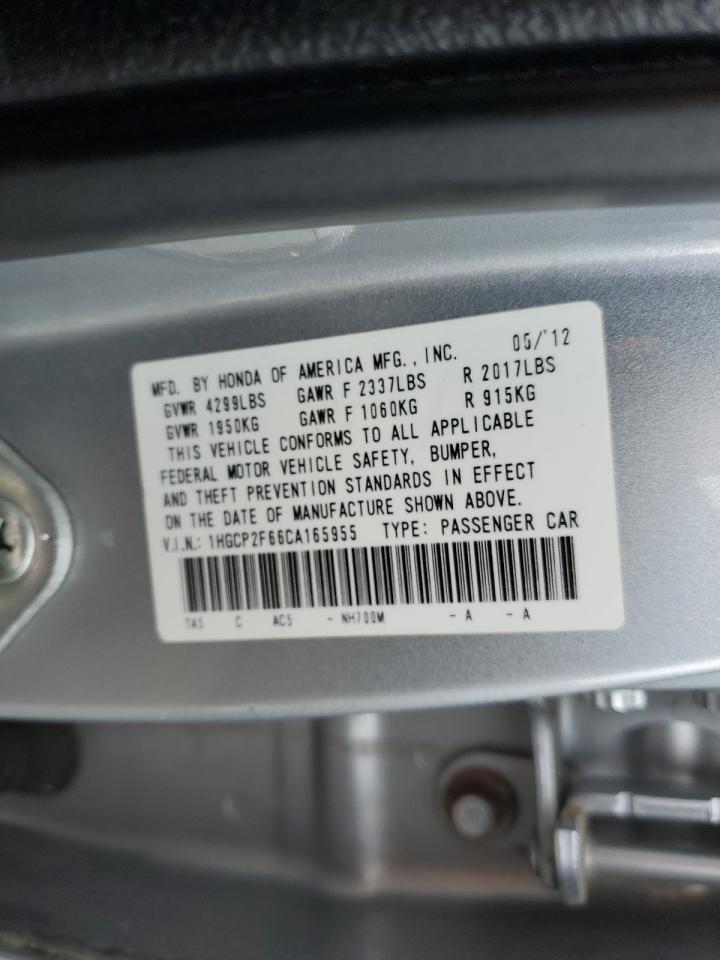 MFD. BY HONDA OF AMERICA MFG., INC. 05/'12
GVWR 4299LBS GAWR F 2337LBS R 2017LBS
GVWR 1950KG GAWR F 1060KG R 915KG
THIS VEHICLE CONFORMS TO ALL APPLICABLE
FEDERAL MOTOR VEHICLE SAFETY, BUMPER,
AND THEFT PREVENTION STANDARDS IN EFFECT
ON THE DATE OF MANUFACTURE SHOWN ABOVE.
V.I.N.: 1HGCP2F66CA165955 TYPE: PASSENGER CAR
TA5 C AC5 - NH700M - A - A